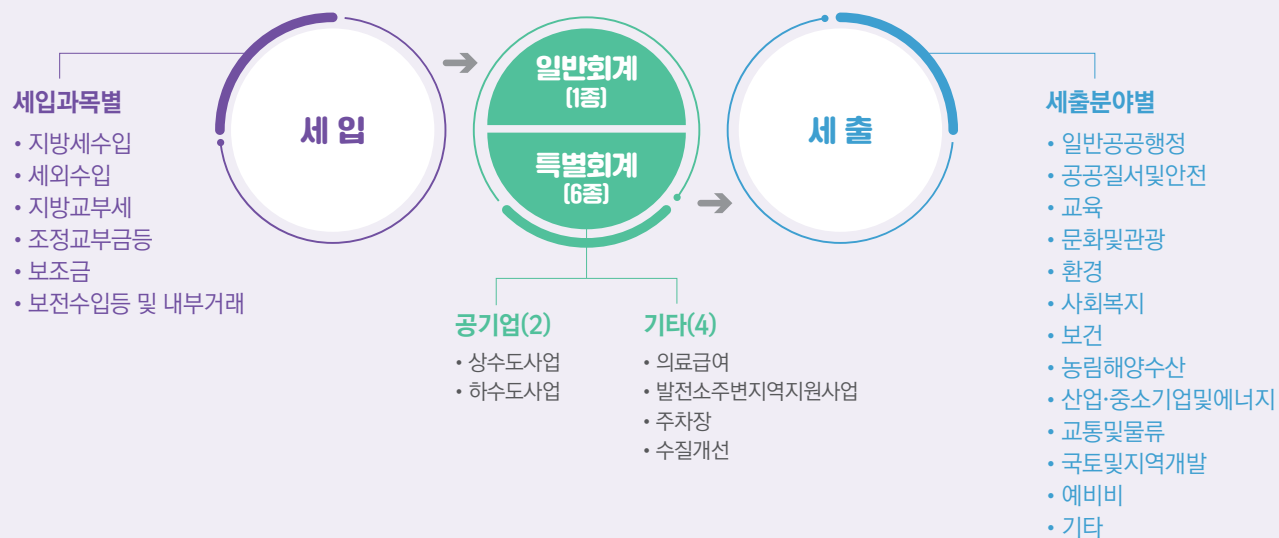 세입과목별
• 지방세수입
• 세외수입
• 지방교부세
• 조정교부금등
• 보조금
• 보전수입등 및 내부거래
세 입
일반회계
(1종)
특별회계
(6종)
공기업(2)
• 상수도사업
• 하수도사업
기타(4)
• 의료급여
• 발전소주변지역지원사업
• 주차장
• 수질개선
세 출
세출분야별
• 일반공공행정
• 공공질서및안전
• 교육
• 문화및관광
• 환경
• 사회복지
• 보건
• 농림해양수산
• 산업·중소기업및에너지
• 교통및물류
• 국토및지역개발
• 예비비
• 기타